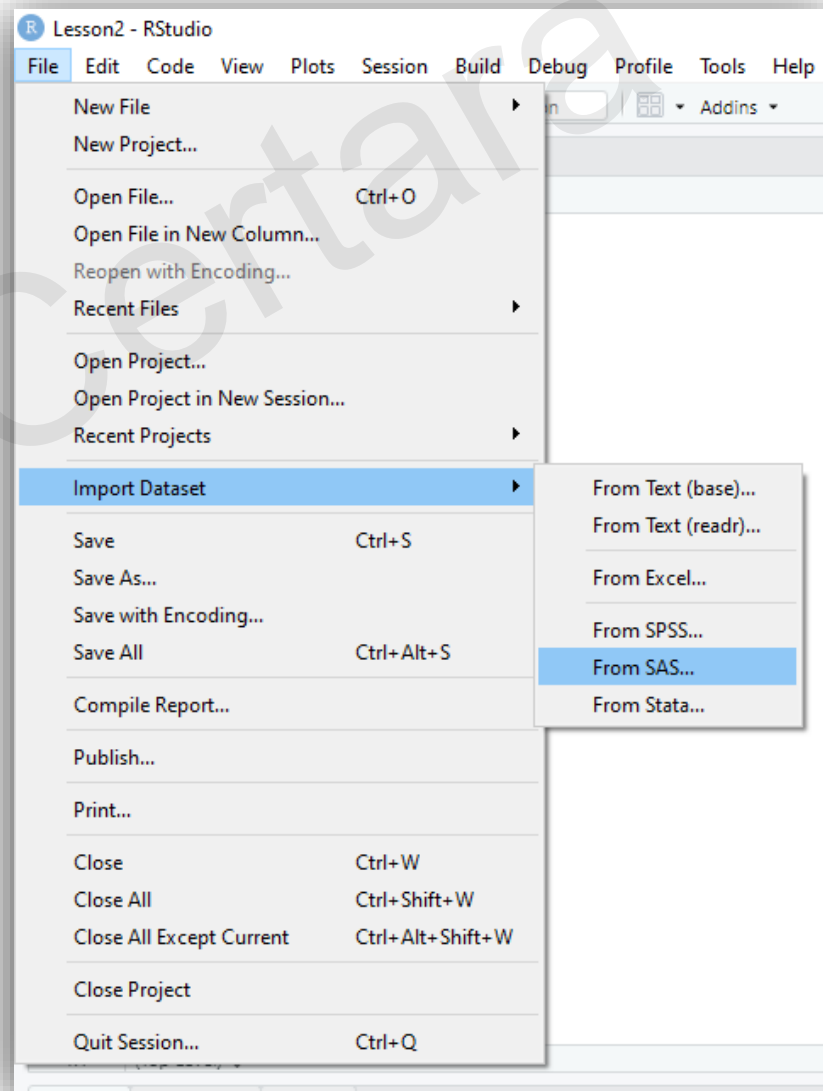 R Lesson2 - RStudio
File Edit Code View Plots Session Build Debug Profile Tools Help
Addins
New File
New Project...
Open File... Ctrl+O
Open File in New Column...
Reopen with Encoding...
Recent Files
Open Project...
Open Project in New Session...
Recent Projects
Import Dataset
From Text (base)...
From Text (readr)...
From Excel...
From SPSS...
From SAS...
From Stata...
Save Ctrl+S
Save As...
Save with Encoding...
Save All Ctrl+Alt+S
Compile Report...
Publish...
Print...
Close Ctrl+W
Close All Ctrl+Shift+W
Close All Except Current Ctrl+Alt+Shift+W
Close Project
Quit Session... Ctrl+Q
certara